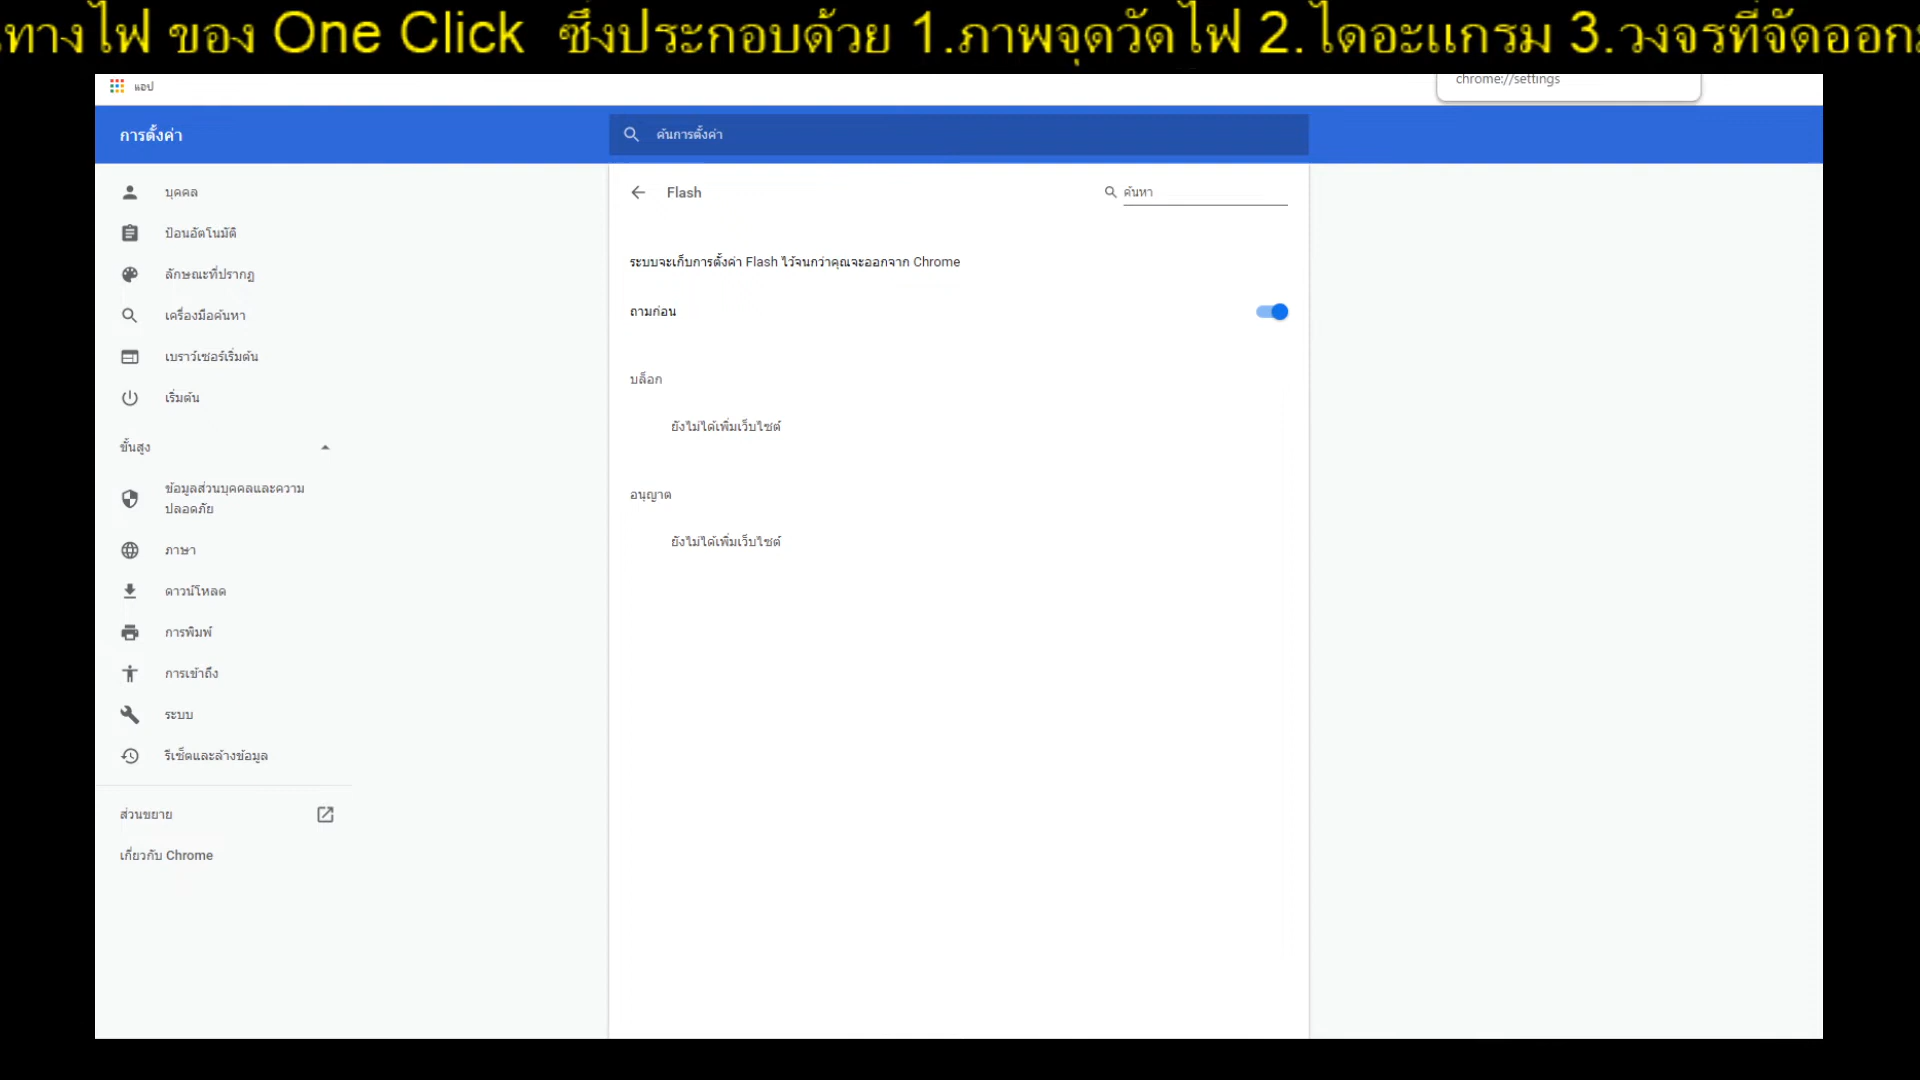 ทางไฟ ของ One Click ซึ่งประกอบด้วย 1.ภาพจุดวัดไฟ 2.ไดอะแกรม 3.วงจรที่จัดออก
แอป
chrome://settings
การตั้งค่า
ค้นการตั้งค่า
บุคคล
ป้อนอัตโนมัติ
ลักษณะที่ปรากฏ
เครื่องมือค้นหา
เบราว์เซอร์เริ่มต้น
เริ่มต้น
ขั้นสูง
ข้อมูลส่วนบุคคลและความ
ปลอดภัย
ภาษา
ดาวน์โหลด
การพิมพ์
การเข้าถึง
ระบบ
รีเซ็ตและล้างข้อมูล
ส่วนขยาย
เกี่ยวกับ Chrome
Flash
ค้นหา
ระบบจะเก็บการตั้งค่า Flash ไว้จนกว่าคุณจะออกจาก Chrome
ถามก่อน
บล็อก
ยังไม่ได้เพิ่มเว็บไซต์
อนุญาต
ยังไม่ได้เพิ่มเว็บไซต์